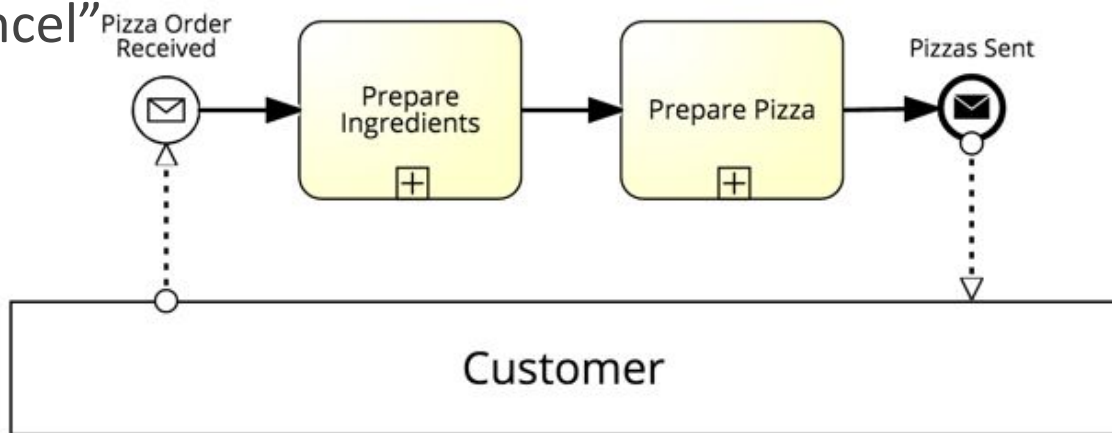 ncel”
Pizza Order
Received
Prepare
Ingredients
Prepare Pizza
Pizzas Sent
Customer